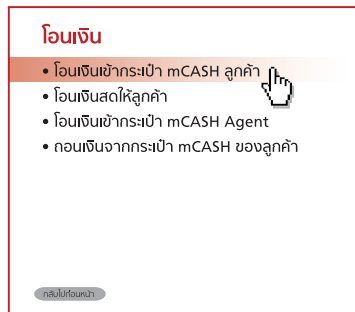 โอนเงิน
• โอนเงินเข้ากระเป๋า mCASH ลูกค้า
• โอนเงินสดให้ลูกค้า
• โอนเงินเข้ากระเป๋า mCASH Agent
• ถอนเงินจากกระเป๋า mCASH ของลูกค้า
กลับไปก่อนหน้า